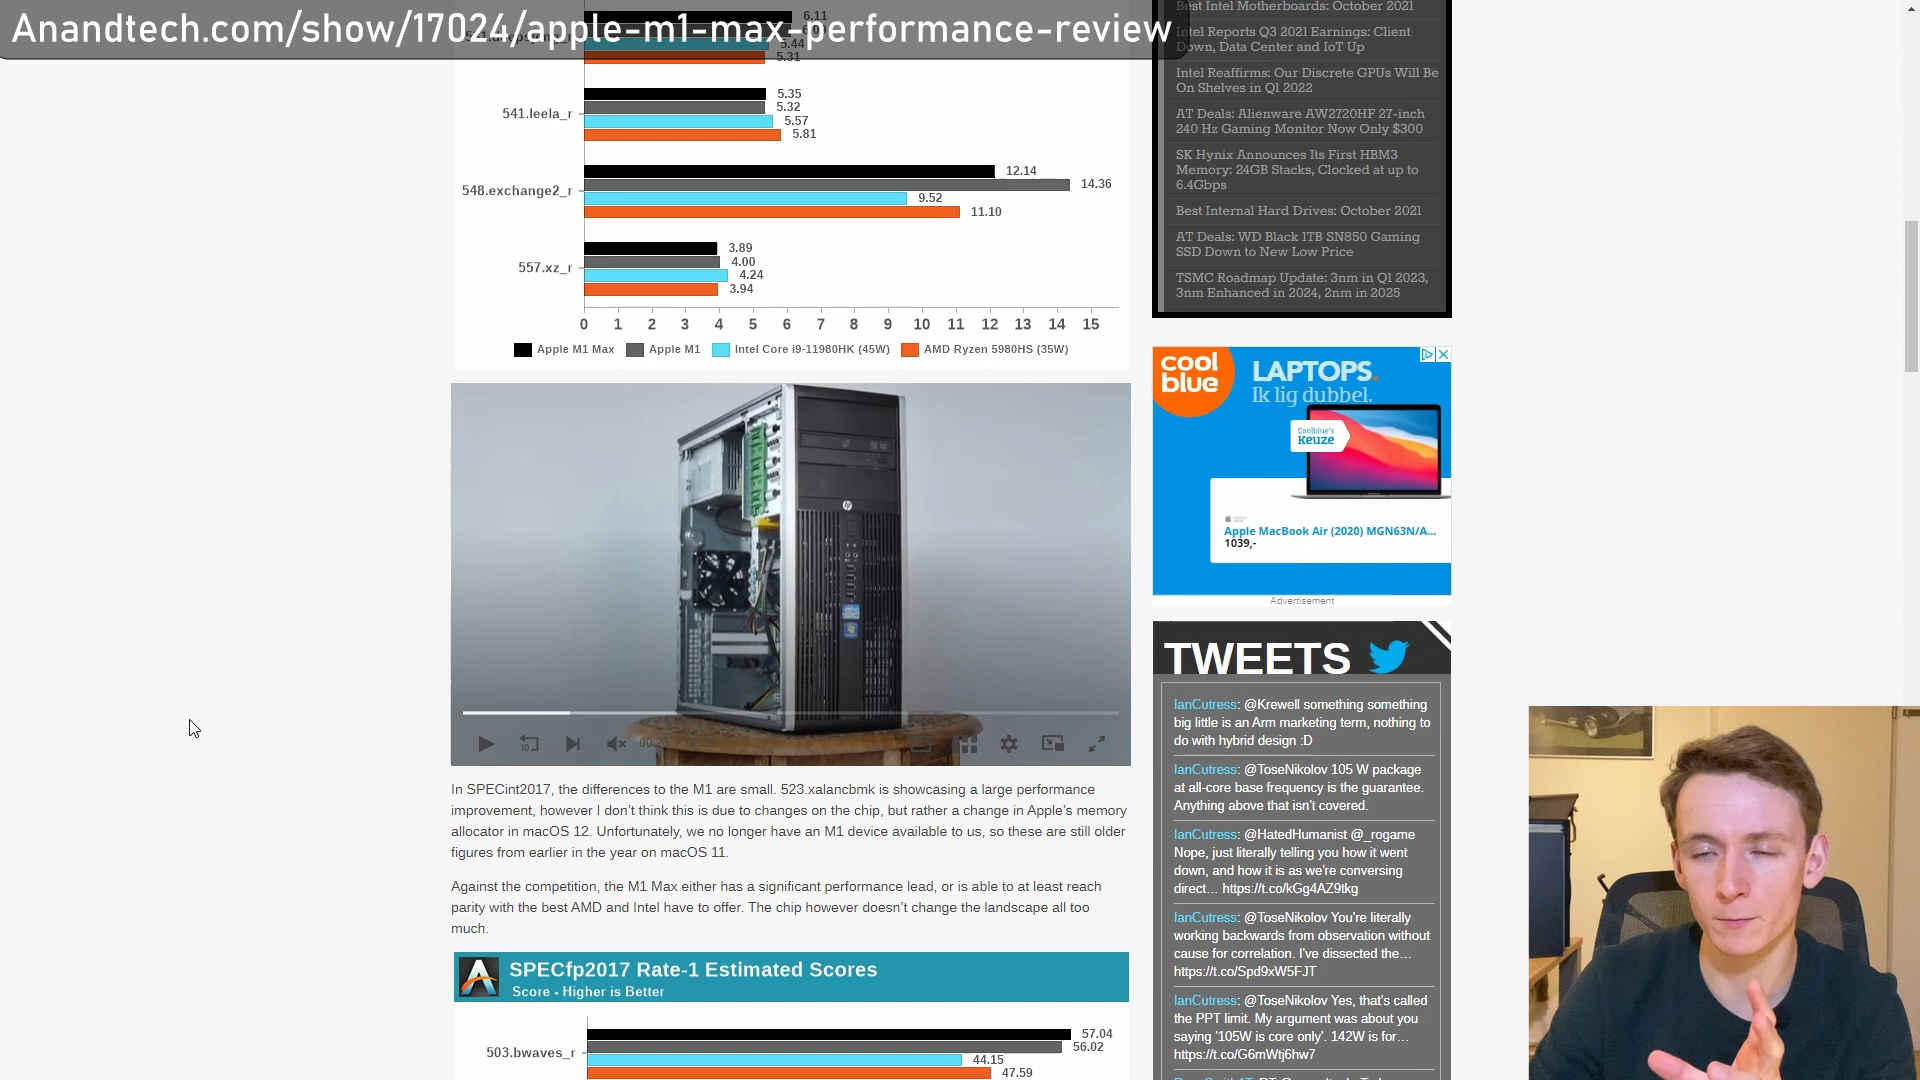 Anandtech.com/show/17024/apple-m1-max-performance-review
6.11
5.44
5.31
541.leela_r
5.35
5.32
5.57
5.81
548.exchange2_r
12.14
14.36
9.52
11.10
557.xz_r
3.89
4.00
4.24
3.94
0 1 2 3 4 5 6 7 8 9 10 11 12 13 14 15
Apple M1 Max Apple M1 Intel Core i9-11980HK (45W) AMD Ryzen 5980HS (35W)
10
In SPECint2017, the differences to the M1 are small. 523.xalancbmk is showcasing a large performance
improvement, however I don't think this is due to changes on the chip, but rather a change in Apple's memory
allocator in macOS 12. Unfortunately, we no longer have an M1 device available to us, so these are still older
figures from earlier in the year on macOS 11.
Against the competition, the M1 Max either has a significant performance lead, or is able to at least reach
parity with the best AMD and Intel have to offer. The chip however doesn't change the landscape all too
much.
SPECfp2017 Rate-1 Estimated Scores
Score - Higher is Better
503.bwaves_r
57.04
56.02
44.15
47.59
Best Intel Motherboards: October 2021
Intel Reports Q3 2021 Earnings: Client
Down, Data Center and IoT Up
Intel Reaffirms: Our Discrete GPUs Will Be
On Shelves in Q1 2022
AT Deals: Alienware AW2720HF 27-inch
240 Hz Gaming Monitor Now Only $300
SK Hynix Announces Its First HBM3
Memory: 24GB Stacks, Clocked at up to
6.4Gbps
Best Internal Hard Drives: October 2021
AT Deals: WD Black 1TB SN850 Gaming
SSD Down to New Low Price
TSMC Roadmap Update: 3nm in Q1 2023,
3nm Enhanced in 2024, 2nm in 2025
cool
blue
LAPTOPS.
Ik lig dubbel.
Coolblue's
Keuze
Apple MacBook Air (2020) MGN63N/A...
1039,-
Advertisement
TWEETS
IanCutress: @Krewell something something
big little is an Arm marketing term, nothing to
do with hybrid design :D
IanCutress: @ToseNikolov 105 W package
at all-core base frequency is the guarantee.
Anything above that isn't covered.
IanCutress: @HatedHumanist @_rogame
Nope, just literally telling you how it went
down, and how it is as we're conversing
direct… https://t.co/kGg4AZ9tkg
IanCutress: @ToseNikolov You're literally
working backwards from observation without
cause for correlation. I've dissected the…
https://t.co/Spd9xW5FJT
IanCutress: @ToseNikolov Yes, that's called
the PPT limit. My argument was about you
saying '105W is core only'. 142W is for…
https://t.co/G6mWtj6hw7